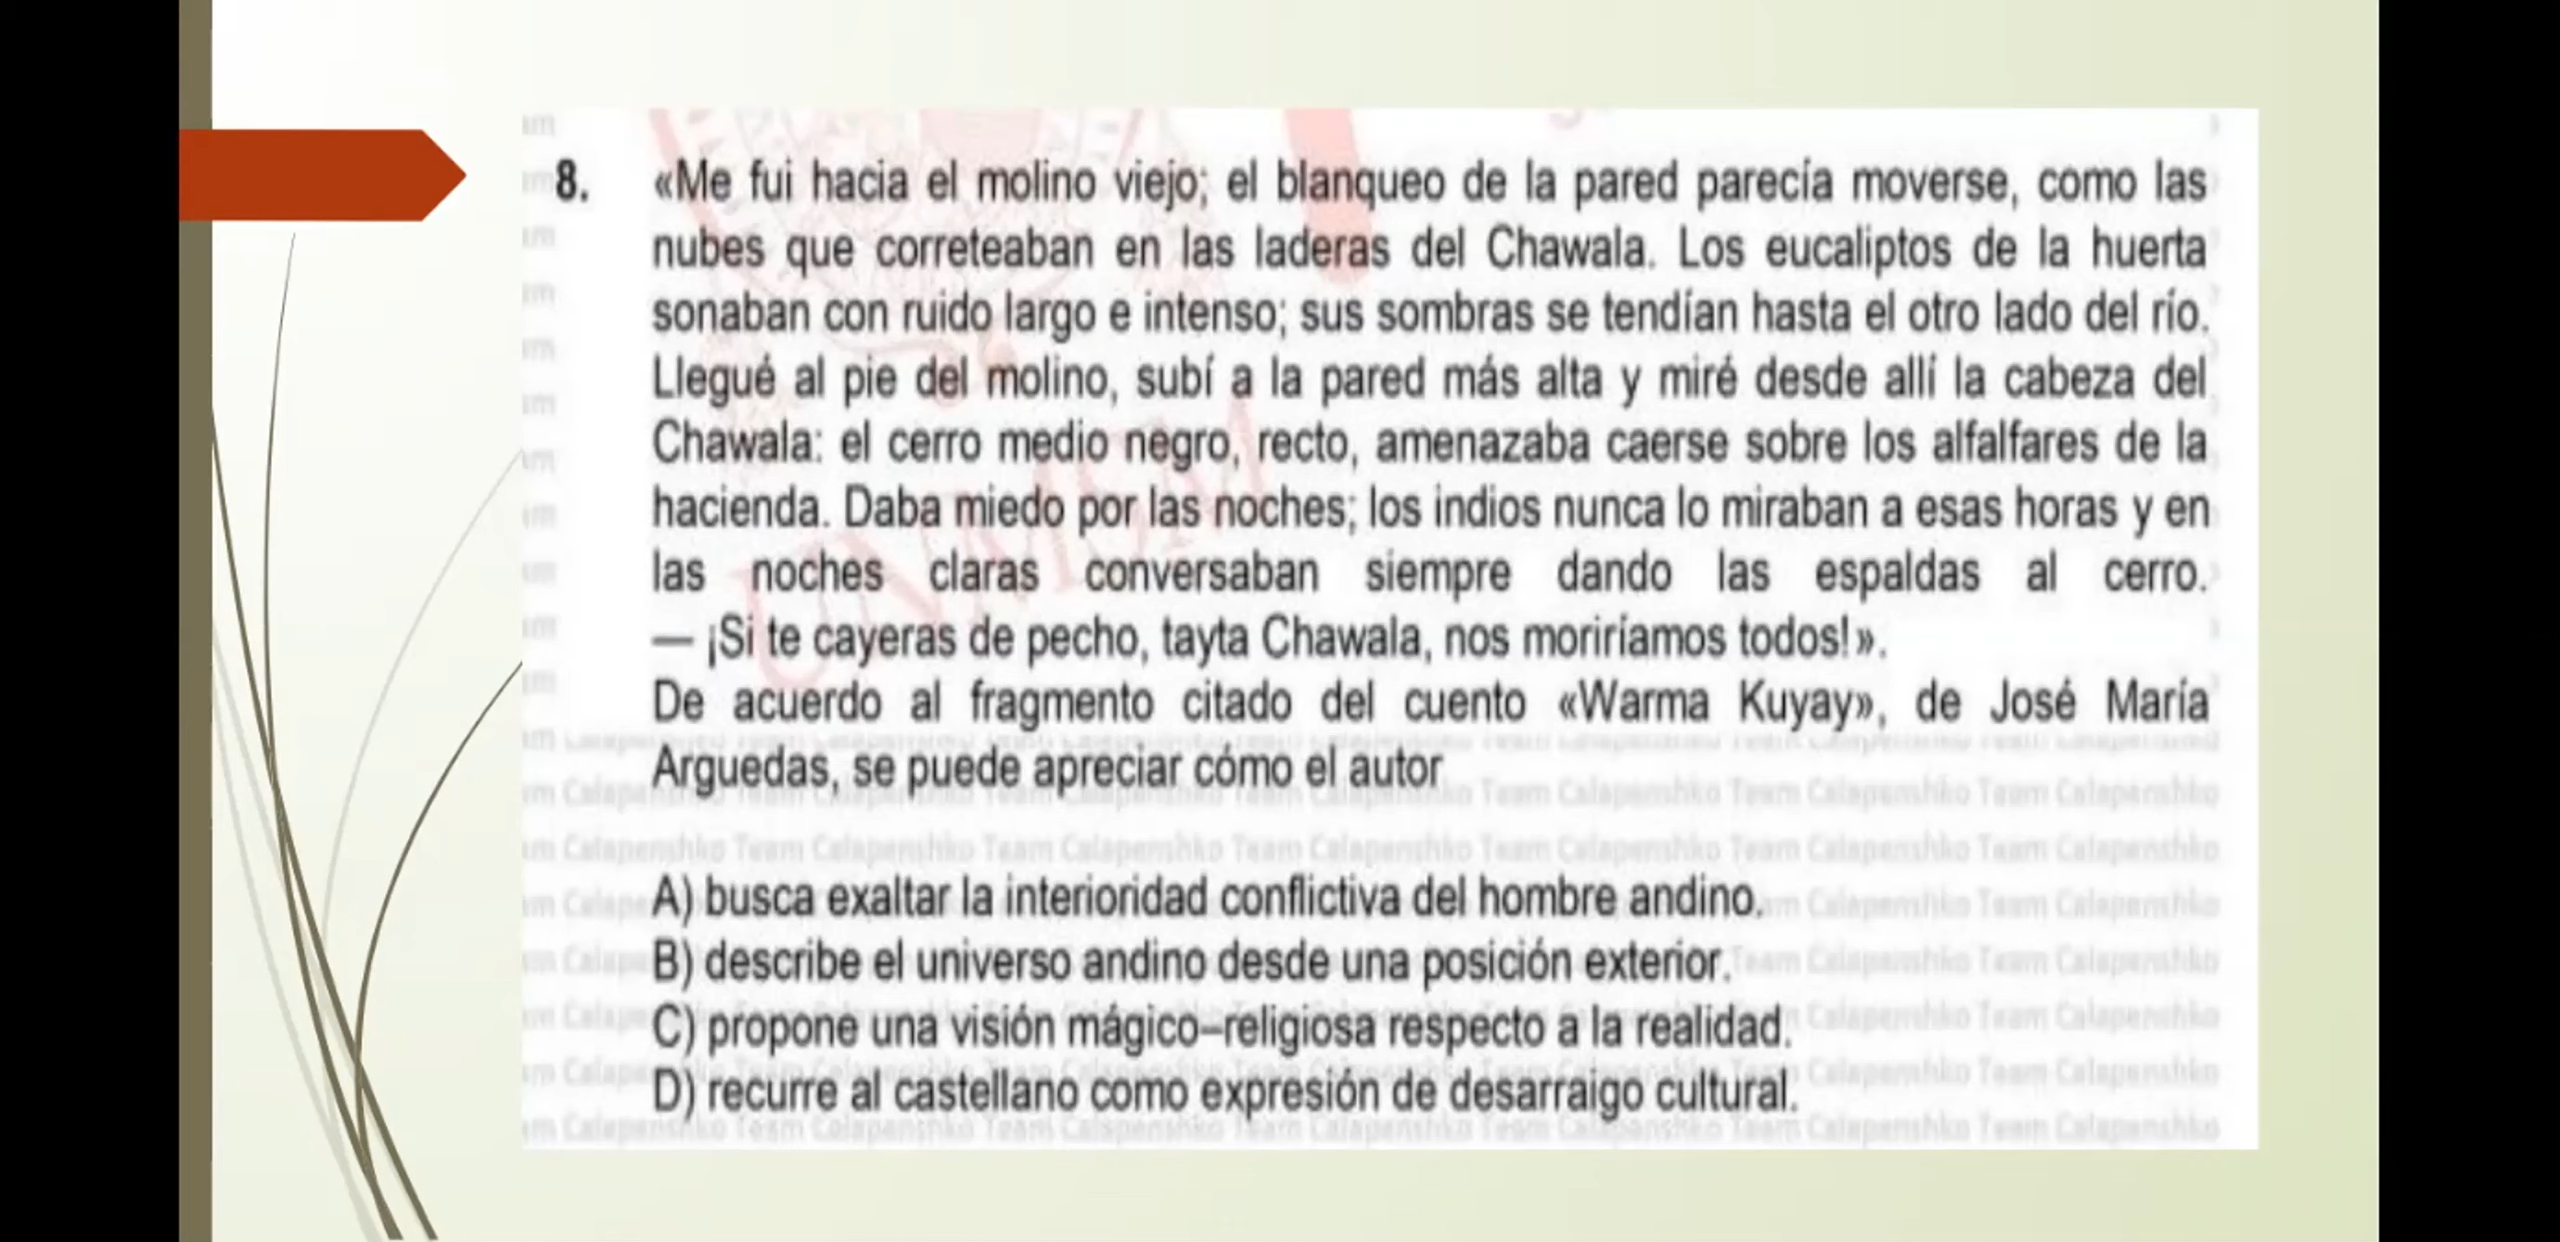 8. «Me fui hacia el molino viejo; el blanqueo de la pared parecía moverse, como las
nubes que correteaban en las laderas del Chawala. Los eucaliptos de la huerta
sonaban con ruido largo e intenso; sus sombras se tendían hasta el otro lado del río.
Llegué al pie del molino, subí a la pared más alta y miré desde allí la cabeza del
Chawala: el cerro medio negro, recto, amenazaba caerse sobre los alfalfares de la
hacienda. Daba miedo por las noches; los indios nunca lo miraban a esas horas y en
las noches claras conversaban siempre dando las espaldas al cerro.
— ¡Si te cayeras de pecho, tayta Chawala, nos moriríamos todos!».
De acuerdo al fragmento citado del cuento «Warma Kuyay», de José María
Arguedas, se puede apreciar cómo el autor
A) busca exaltar la interioridad conflictiva del hombre andino.
B) describe el universo andino desde una posición exterior.
C) propone una visión mágico–religiosa respecto a la realidad.
D) recurre al castellano como expresión de desarraigo cultural.
UNMSM